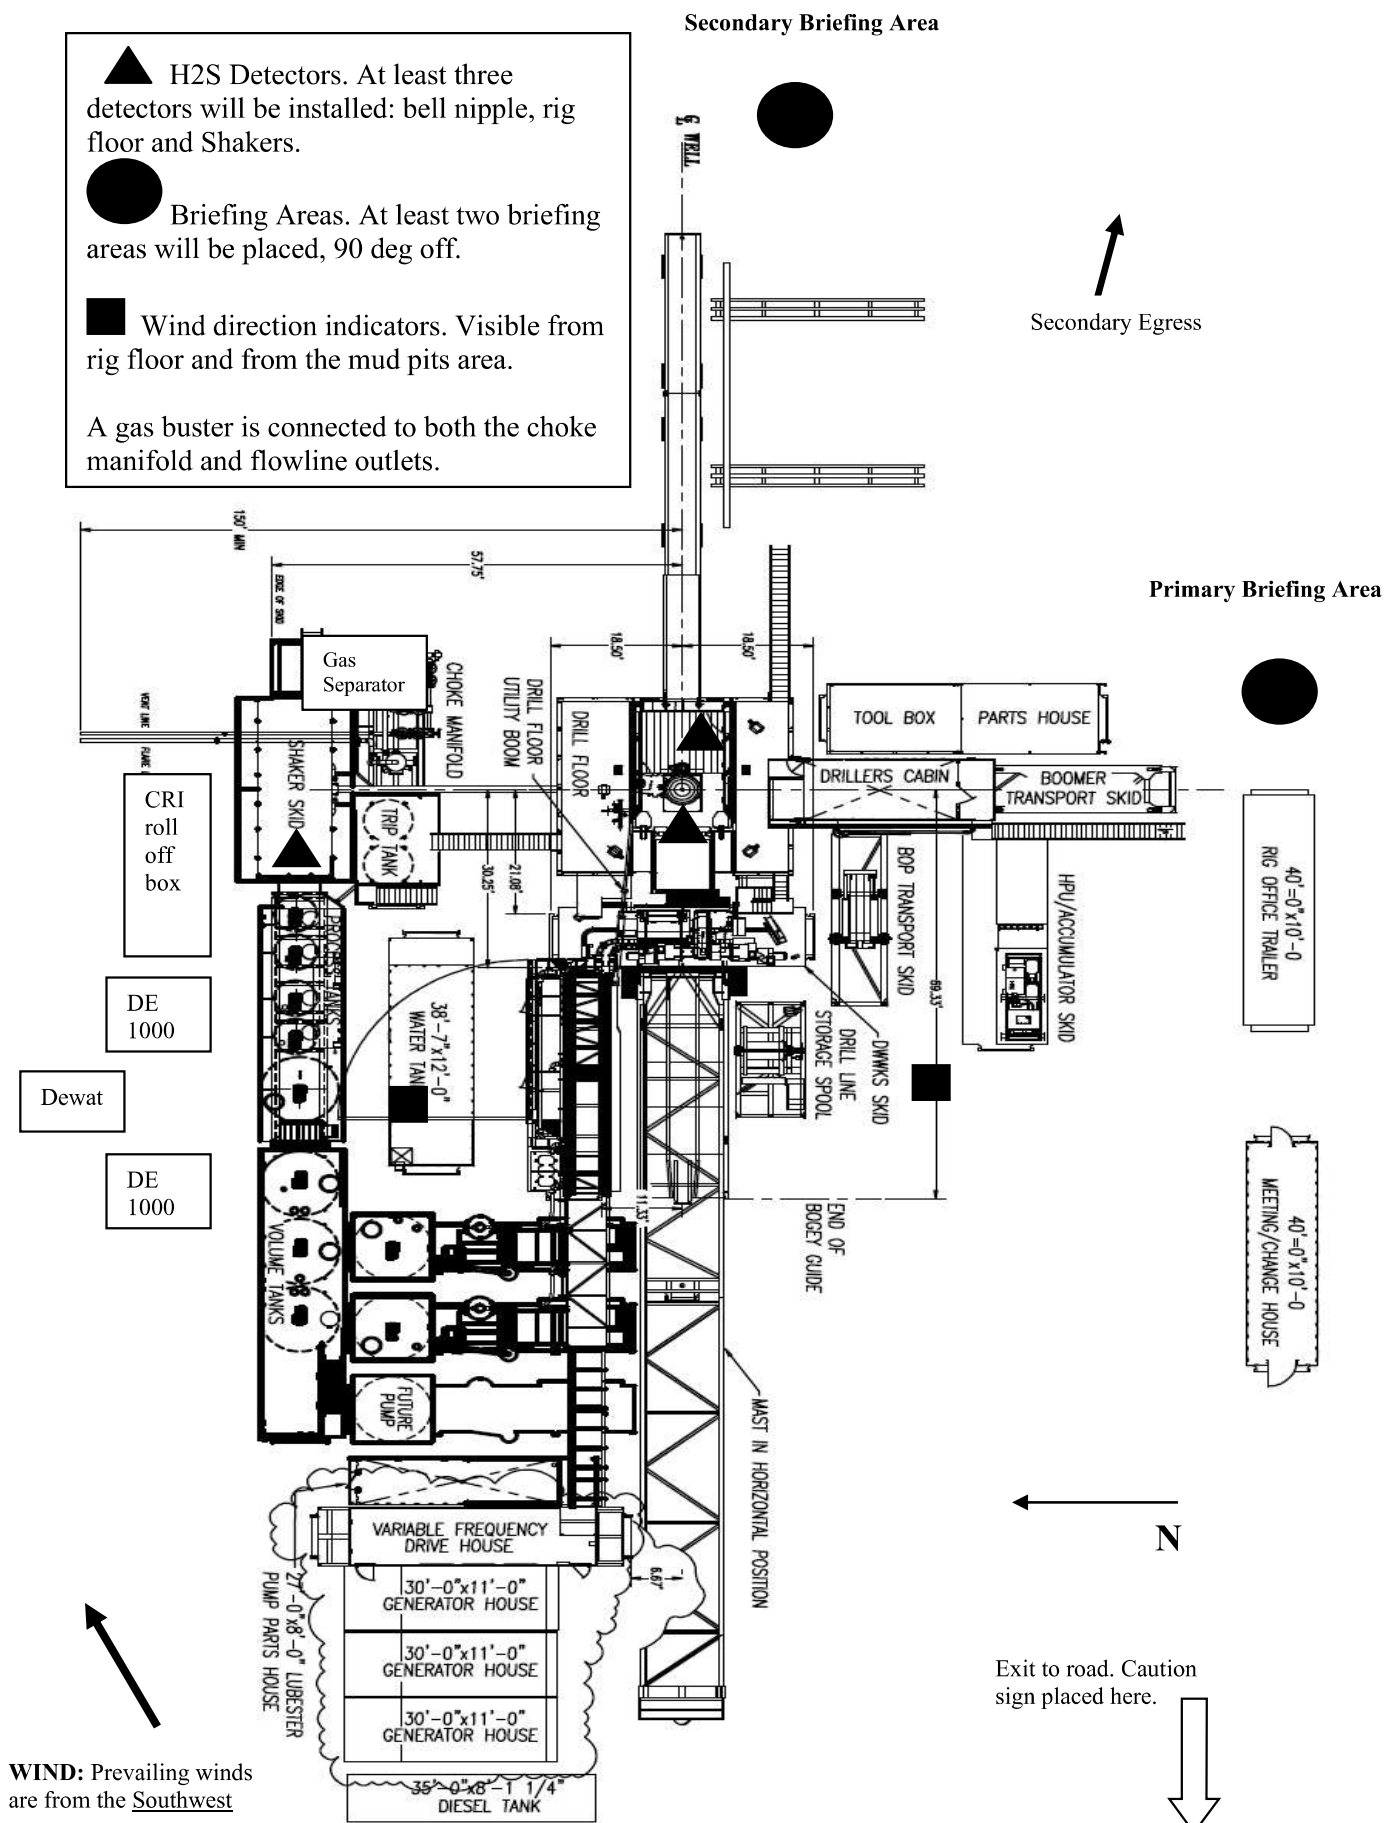 Secondary Briefing Area
H2S Detectors. At least three
detectors will be installed: bell nipple, rig
floor and Shakers.
Briefing Areas. At least two briefing
areas will be placed, 90 deg off.
Wind direction indicators. Visible from
rig floor and from the mud pits area.
A gas buster is connected to both the choke
manifold and flowline outlets.
WELL
Secondary Egress
150' MIN
57.75'
EDGE OF SKID
Primary Briefing Area
18.50'
18.50'
Gas
Separator
CHOKE MANIFOLD
DRILL FLOOR
UTILITY BOOM
DRILL FLOOR
VENT LINE
SHAKER SKID
TOOL BOX
PARTS HOUSE
DRILLERS CABIN
BOOMER
TRANSPORT SKID
CRI
roll
off
box
TRIP TANK
30.25'
21.08'
BOP TRANSPORT SKID
HPU/ACCUMULATOR SKID
40'=0"x10'-0
RIG OFFICE TRAILER
PROCESS TANKS
38'-7"x12'-0"
WATER TANK
69.33'
DE
1000
DRILL LINE
STORAGE SPOOL
DWWKS SKID
Dewat
DE
1000
VOLUME TANKS
11.33'
END OF
BOGEY GUIDE
40'=0"x10'-0
MEETING/CHANGE HOUSE
FUTURE
PUMP
MAST IN HORIZONTAL POSITION
N
VARIABLE FREQUENCY
DRIVE HOUSE
6.67'
27'-0"x8'-0" LUBESTER
PUMP PARTS HOUSE
30'-0"x11'-0"
GENERATOR HOUSE
30'-0"x11'-0"
GENERATOR HOUSE
30'-0"x11'-0"
GENERATOR HOUSE
Exit to road. Caution
sign placed here.
WIND: Prevailing winds
are from the Southwest
35'-0"x8'-1 1/4"
DIESEL TANK